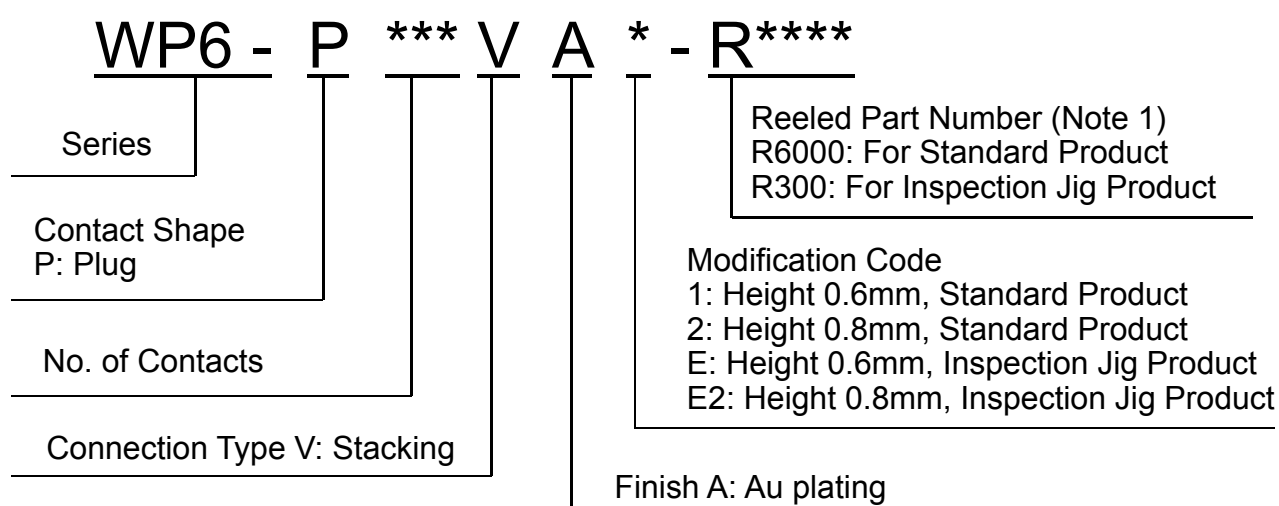 WP6 - P *** V A * - R****
Series
Reeled Part Number (Note 1)
R6000: For Standard Product
R300: For Inspection Jig Product
Contact Shape
P: Plug
Modification Code
1: Height 0.6mm, Standard Product
2: Height 0.8mm, Standard Product
E: Height 0.6mm, Inspection Jig Product
E2: Height 0.8mm, Inspection Jig Product
No. of Contacts
Connection Type V: Stacking
Finish A: Au plating